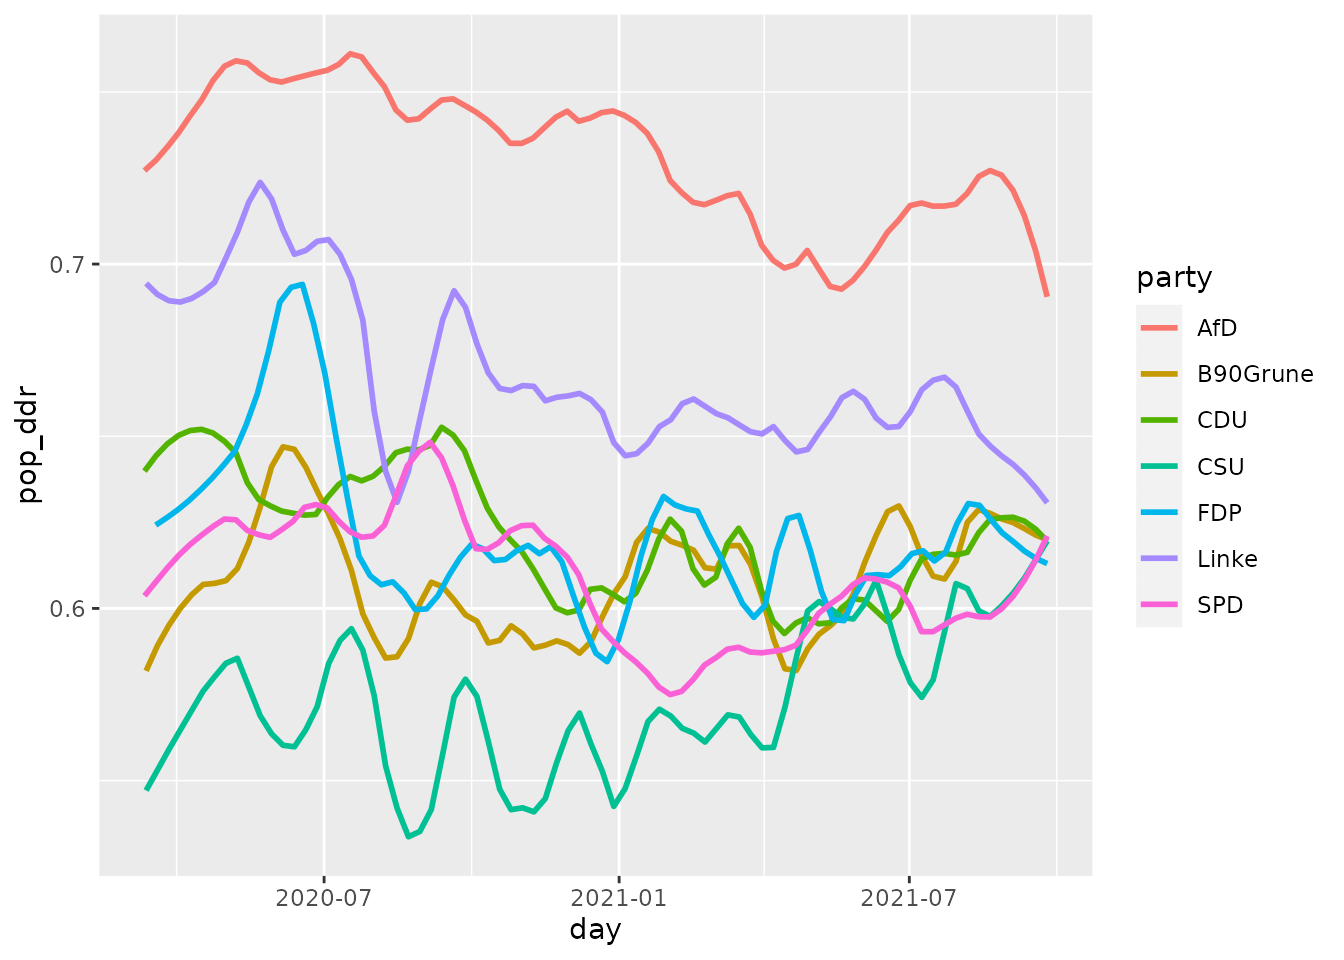 pop_ddr
0.7
0.6
2020-07
2021-01
2021-07
day
party
AfD
B90Grune
CDU
CSU
FDP
Linke
SPD